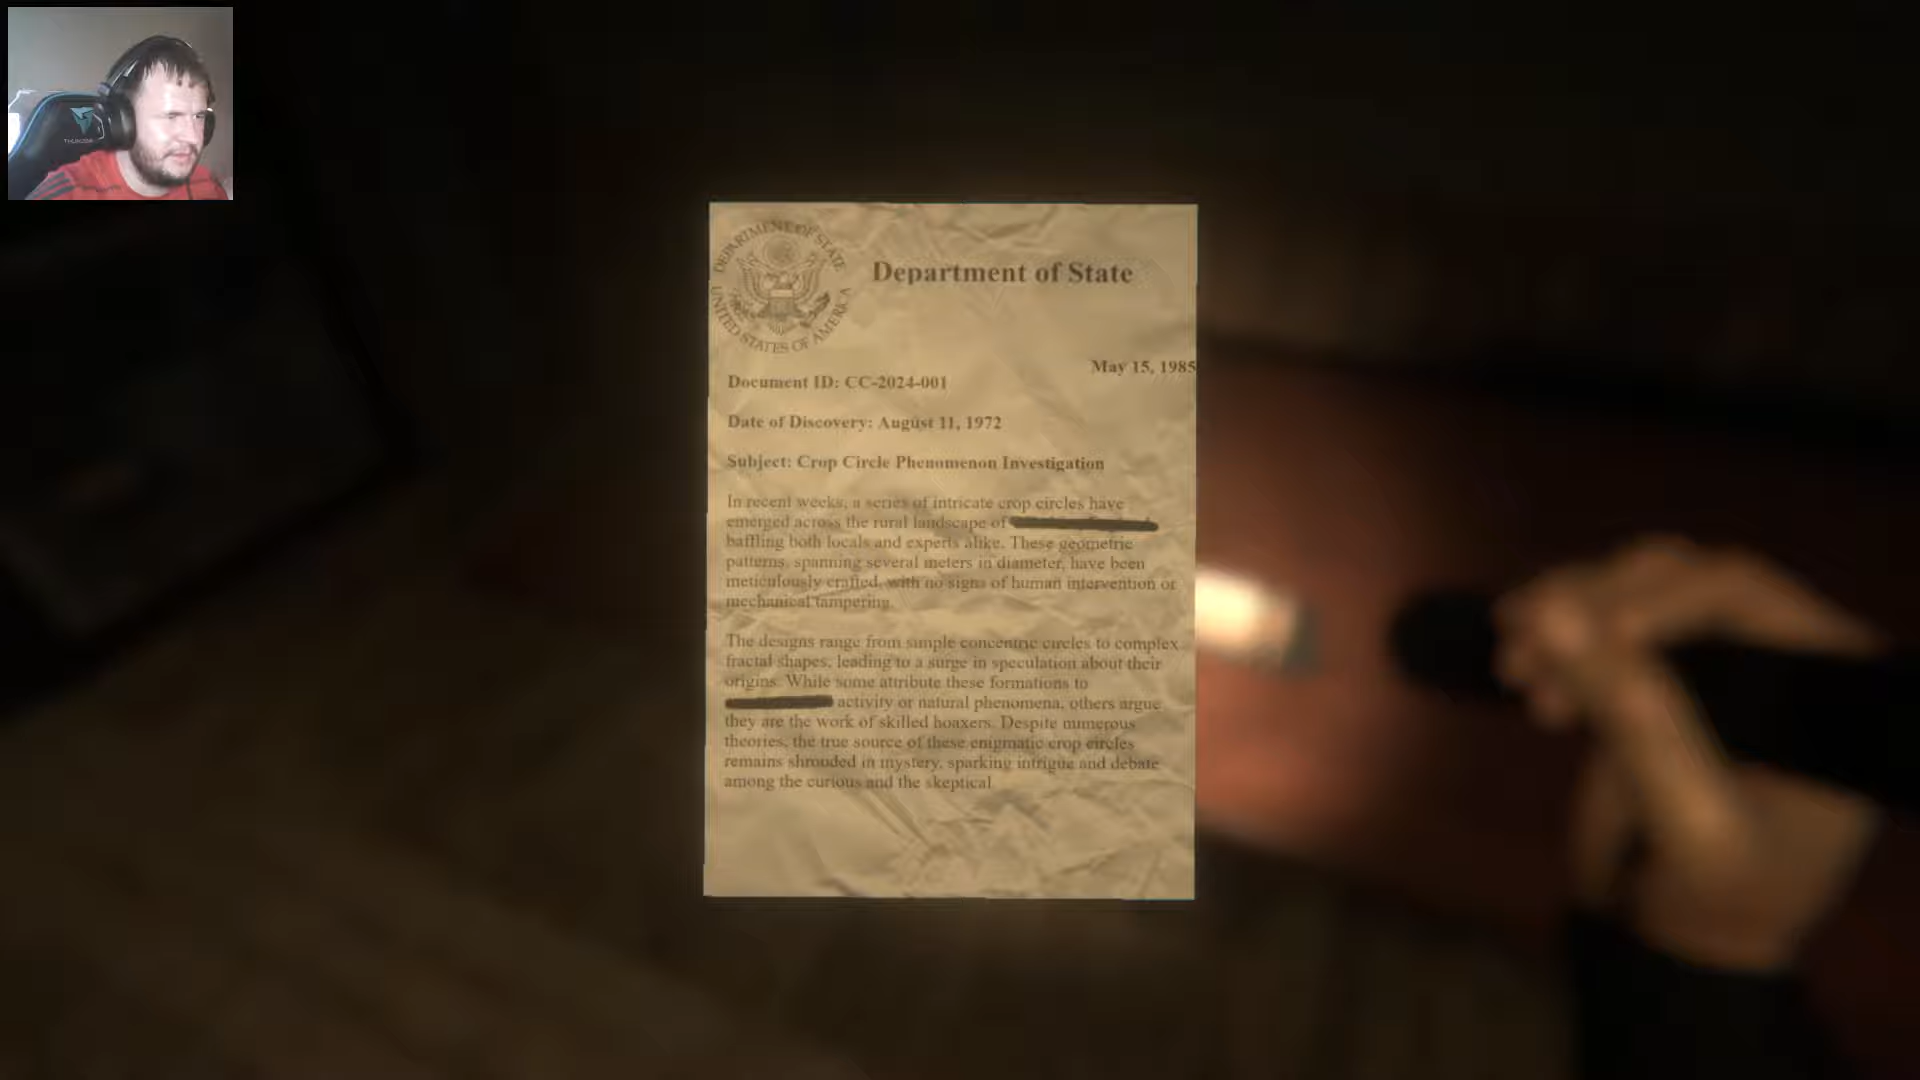 DEPARTMENT OF STATE
UNITED STATES OF AMERICA
Department of State
May 15, 1985
Document ID: CC-2024-001
Date of Discovery: August 11, 1972
Subject: Crop Circle Phenomenon Investigation
In recent weeks, a series of intricate crop circles have
emerged across the rural landscape of
baffling both locals and experts alike. These geometric
patterns, spanning several meters in diameter, have been
meticulously crafted, with no signs of human intervention or
mechanical tampering.
The designs range from simple concentric circles to complex
fractal shapes, leading to a surge in speculation about their
origins. While some attribute these formations to
activity or natural phenomena, others argue
they are the work of skilled hoaxers. Despite numerous
theories, the true source of these enigmatic crop circles
remains shrouded in mystery, sparking intrigue and debate
among the curious and the skeptical.